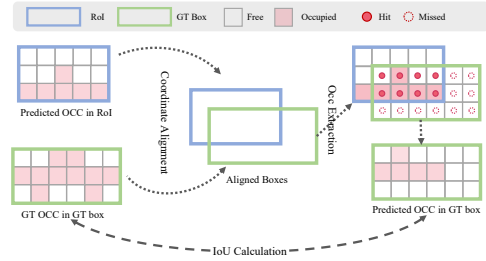 RoI GT Box Free Occupied Hit Missed
Predicted OCC in RoI
Coordinate Alignment
Occ Extraction
Aligned Boxes
GT OCC in GT box
Predicted OCC in GT box
IoU Calculation